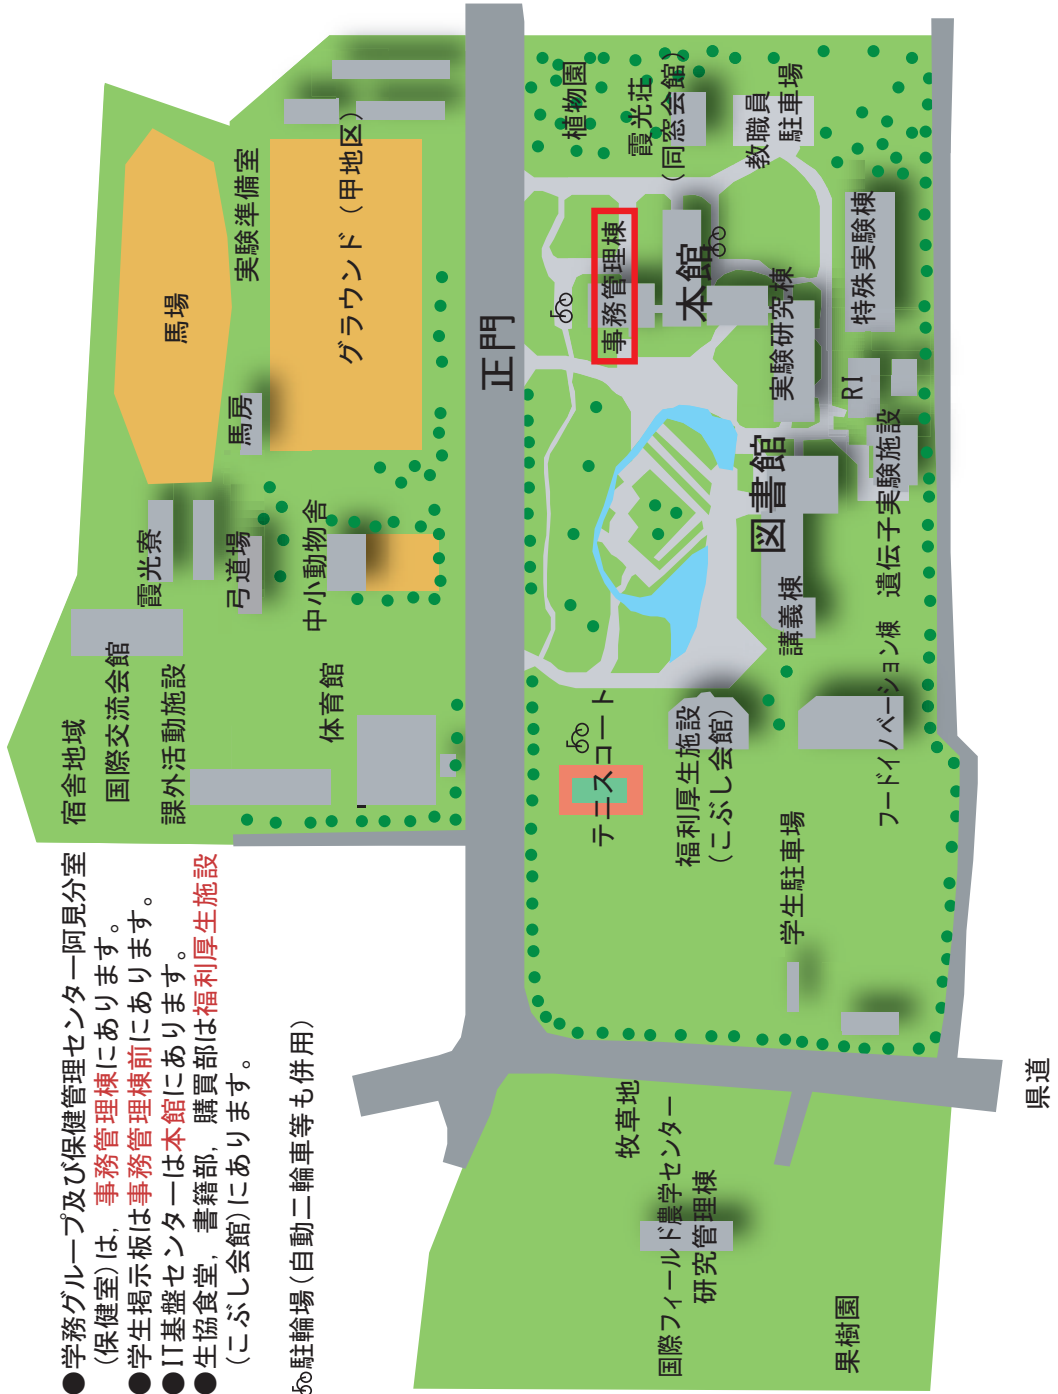 ●学務グループ及び保健管理センター阿見分室
(保健室)は，事務管理棟にあります。
●学生掲示板は事務管理棟前にあります。
●IT基盤センターは本館にあります。
●生協食堂，書籍部，購買部は福利厚生施設
(こぶし会館)にあります。
駐輪場(自動二輪車等も併用)
宿舎地域
国際交流会館
課外活動施設
霞光寮
弓道場
中小動物舎
体育館
馬場
馬房
実験準備室
グラウンド（甲地区）
正門
植物園
霞光荘
(同窓会館)
教職員
駐車場
事務管理棟
本館
実験研究棟
特殊実験棟
RI
図書館
遺伝子実験施設
講義棟
フードイノベーション棟
テニスコート
福利厚生施設
(こぶし会館)
学生駐車場
牧草地
国際フィールド農学センター
研究管理棟
果樹園
県道